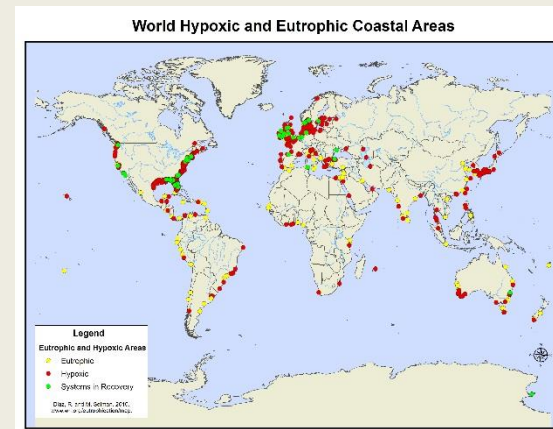 World Hypoxic and Eutrophic Coastal Areas
Legend
Eutrophic and Hypoxic Areas
Eutrophic
Hypoxic
Systems in Recovery
Diaz, R. and M. Selman, 2010.